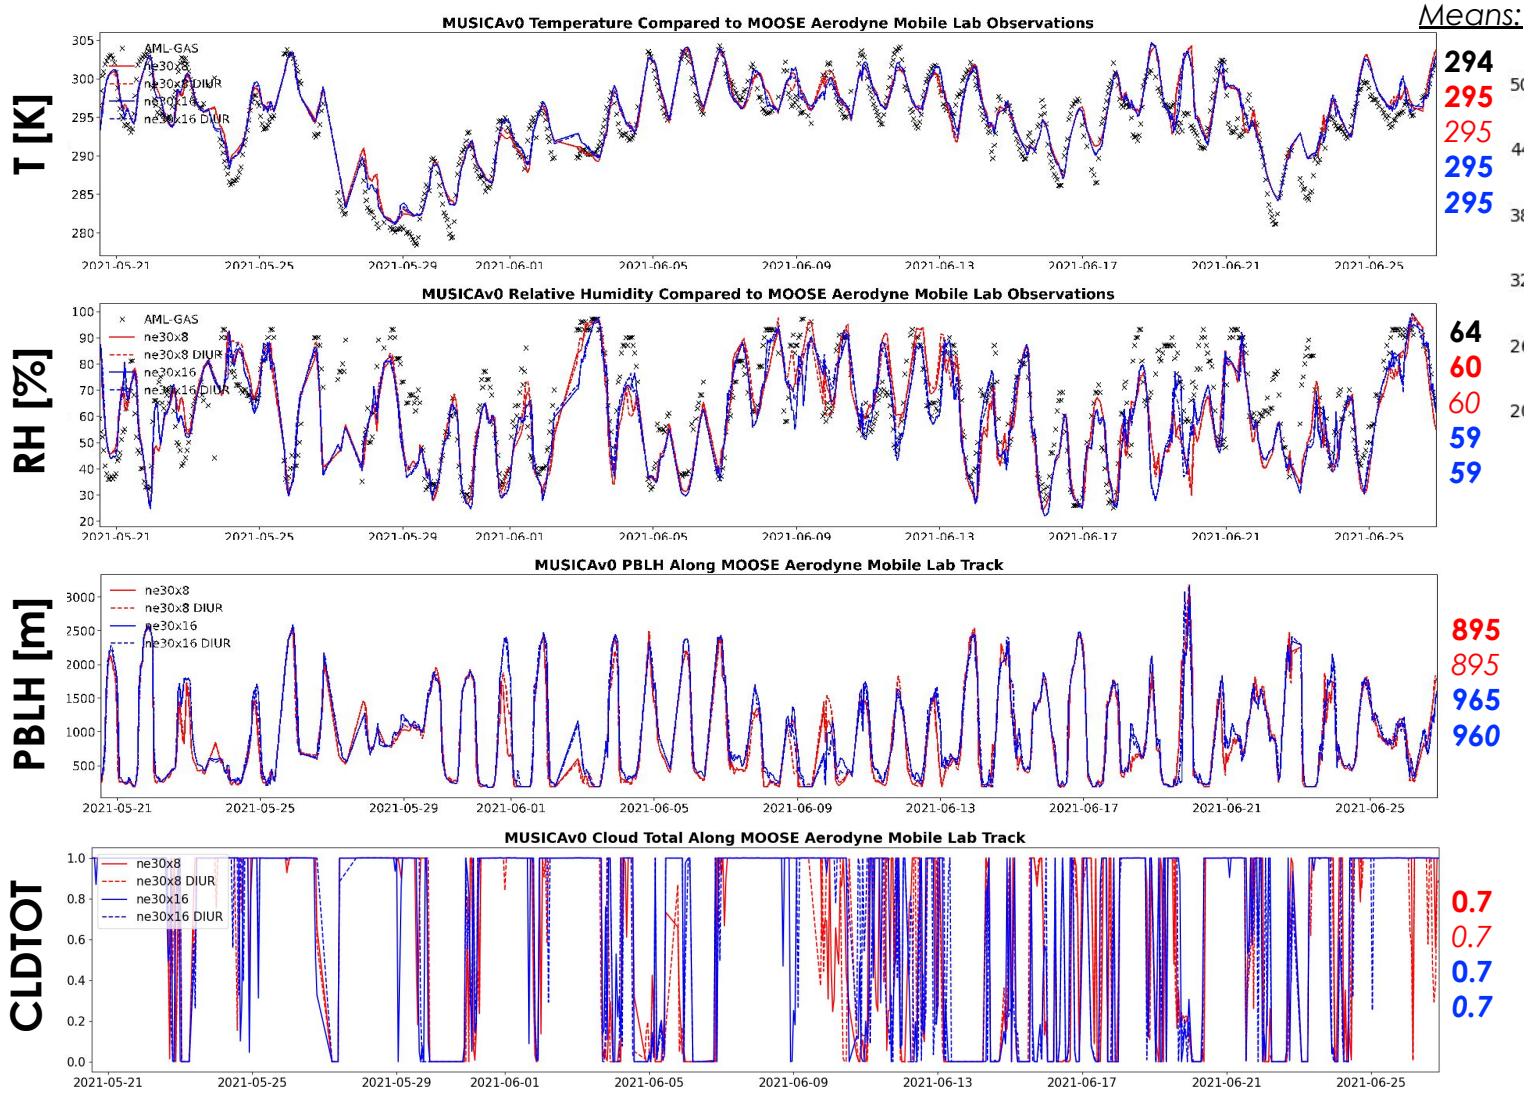 Means:
MUSICAv0 Temperature Compared to MOOSE Aerodyne Mobile Lab Observations
T [K]
305
300
295
290
285
280
AML-GAS
ne30x8
ne30x8 DIUR
ne30x16
ne30x16 DIUR
2021-05-21 2021-05-25 2021-05-29 2021-06-01 2021-06-05 2021-06-09 2021-06-13 2021-06-17 2021-06-21 2021-06-25
294
295
295
295
295
MUSICAv0 Relative Humidity Compared to MOOSE Aerodyne Mobile Lab Observations
RH [%]
100
90
80
70
60
50
40
30
20
AML-GAS
ne30x8
ne30x8 DIUR
ne30x16
ne30x16 DIUR
2021-05-21 2021-05-25 2021-05-29 2021-06-01 2021-06-05 2021-06-09 2021-06-13 2021-06-17 2021-06-21 2021-06-25
64
60
60
59
59
MUSICAv0 PBLH Along MOOSE Aerodyne Mobile Lab Track
PBLH [m]
3000
2500
2000
1500
1000
500
ne30x8
ne30x8 DIUR
ne30x16
ne30x16 DIUR
2021-05-21 2021-05-25 2021-05-29 2021-06-01 2021-06-05 2021-06-09 2021-06-13 2021-06-17 2021-06-21 2021-06-25
895
895
965
960
MUSICAv0 Cloud Total Along MOOSE Aerodyne Mobile Lab Track
CLDTOT
1.0
0.8
0.6
0.4
0.2
0.0
ne30x8
ne30x8 DIUR
ne30x16
ne30x16 DIUR
2021-05-21 2021-05-25 2021-05-29 2021-06-01 2021-06-05 2021-06-09 2021-06-13 2021-06-17 2021-06-21 2021-06-25
0.7
0.7
0.7
0.7